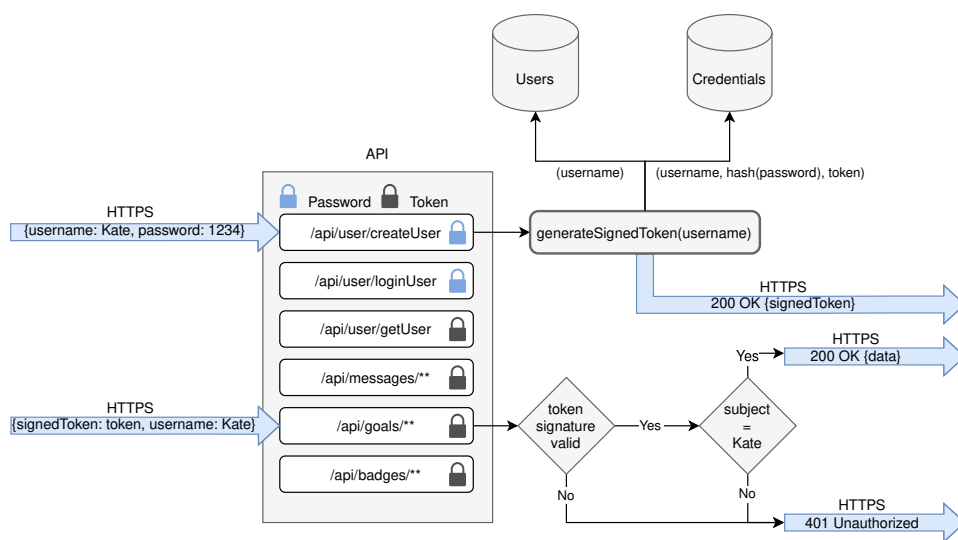 Users
Credentials
API
(username)
(username, hash(password), token)
Password
Token
HTTPS
{username: Kate, password: 1234}
/api/user/createUser
generateSignedToken(username)
/api/user/loginUser
HTTPS
200 OK {signedToken}
/api/user/getUser
HTTPS
200 OK {data}
Yes
/api/messages/**
HTTPS
{signedToken: token, username: Kate}
/api/goals/**
token
signature
valid
Yes
subject
=
Kate
/api/badges/**
No
No
HTTPS
401 Unauthorized